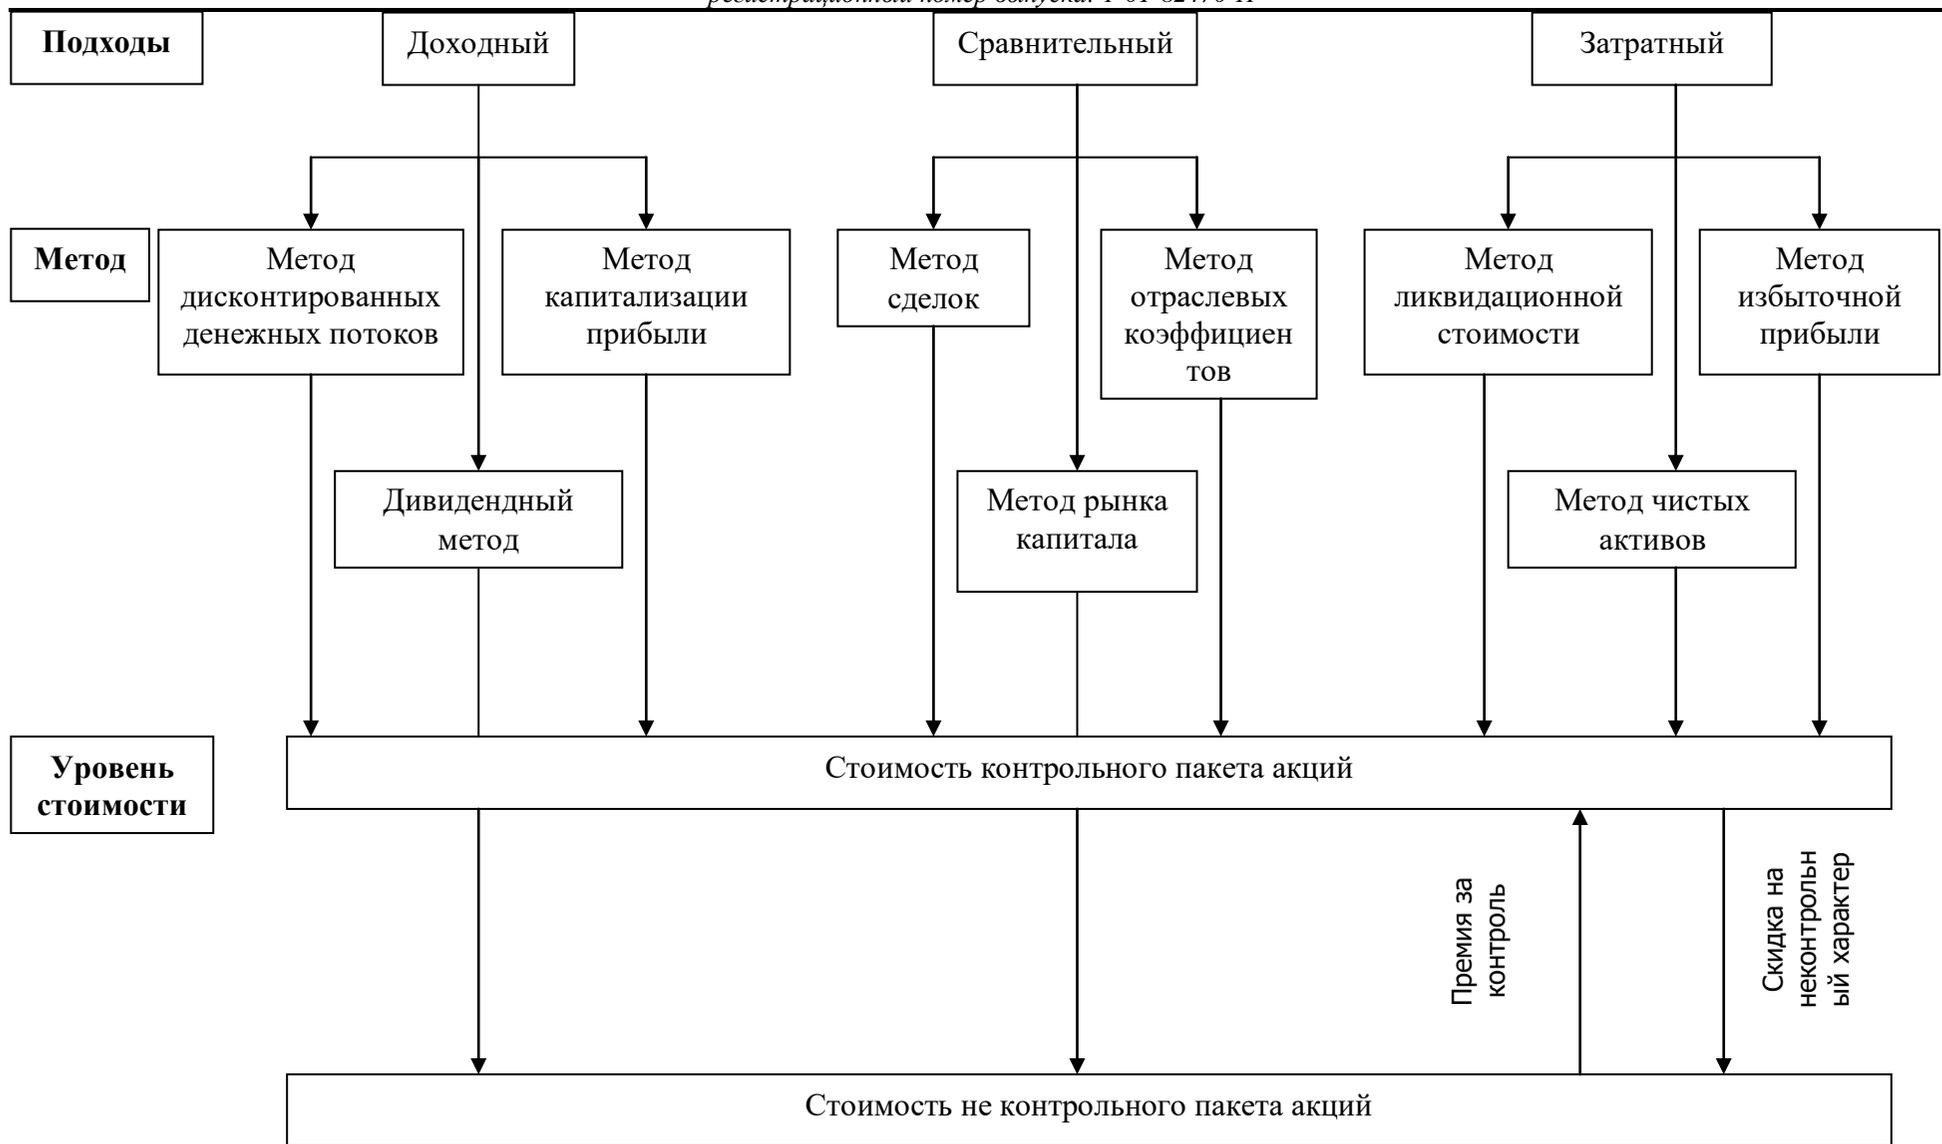 Подходы
Доходный
Сравнительный
Затратный
Метод
Метод
дисконтированных
денежных потоков
Метод
капитализации
прибыли
Метод
сделок
Метод
отраслевых
коэффициен
тов
Метод
ликвидационной
стоимости
Метод
избыточной
прибыли
Дивидендный
метод
Метод рынка
капитала
Метод чистых
активов
Уровень
стоимости
Стоимость контрольного пакета акций
Премия за
контроль
Скидка на
неконтрольн
ый характер
Стоимость не контрольного пакета акций